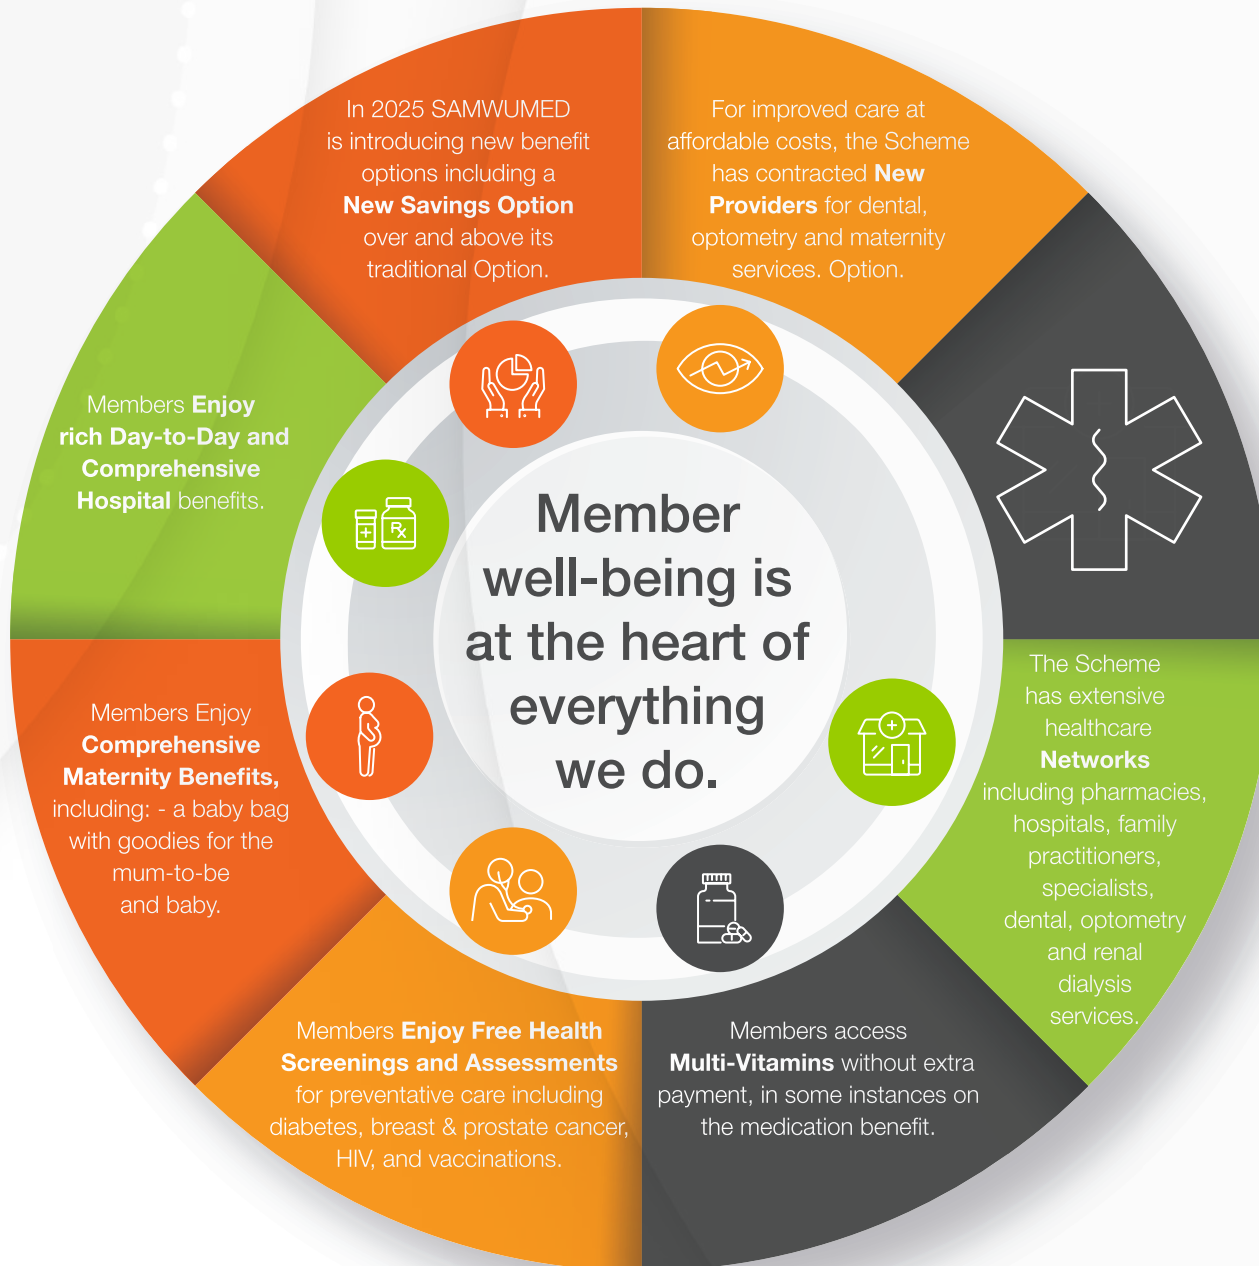 In 2025 SAMWUMED
is introducing new benefit
options including a
New Savings Option
over and above its
traditional Option.
For improved care at
affordable costs, the Scheme
has contracted New
Providers for dental,
optometry and maternity
services. Option.
Members Enjoy
rich Day-to-Day and
Comprehensive
Hospital benefits.
Rx
Member
well-being is
at the heart of
everything
we do.
The Scheme
has extensive
healthcare
Networks
including pharmacies,
hospitals, family
practitioners,
specialists,
dental, optometry
and renal
dialysis
services.
Members Enjoy
Comprehensive
Maternity Benefits,
including: - a baby bag
with goodies for the
mum-to-be
and baby.
Members Enjoy Free Health
Screenings and Assessments
for preventative care including
diabetes, breast & prostate cancer,
HIV, and vaccinations.
Members access
Multi-Vitamins without extra
payment, in some instances on
the medication benefit.